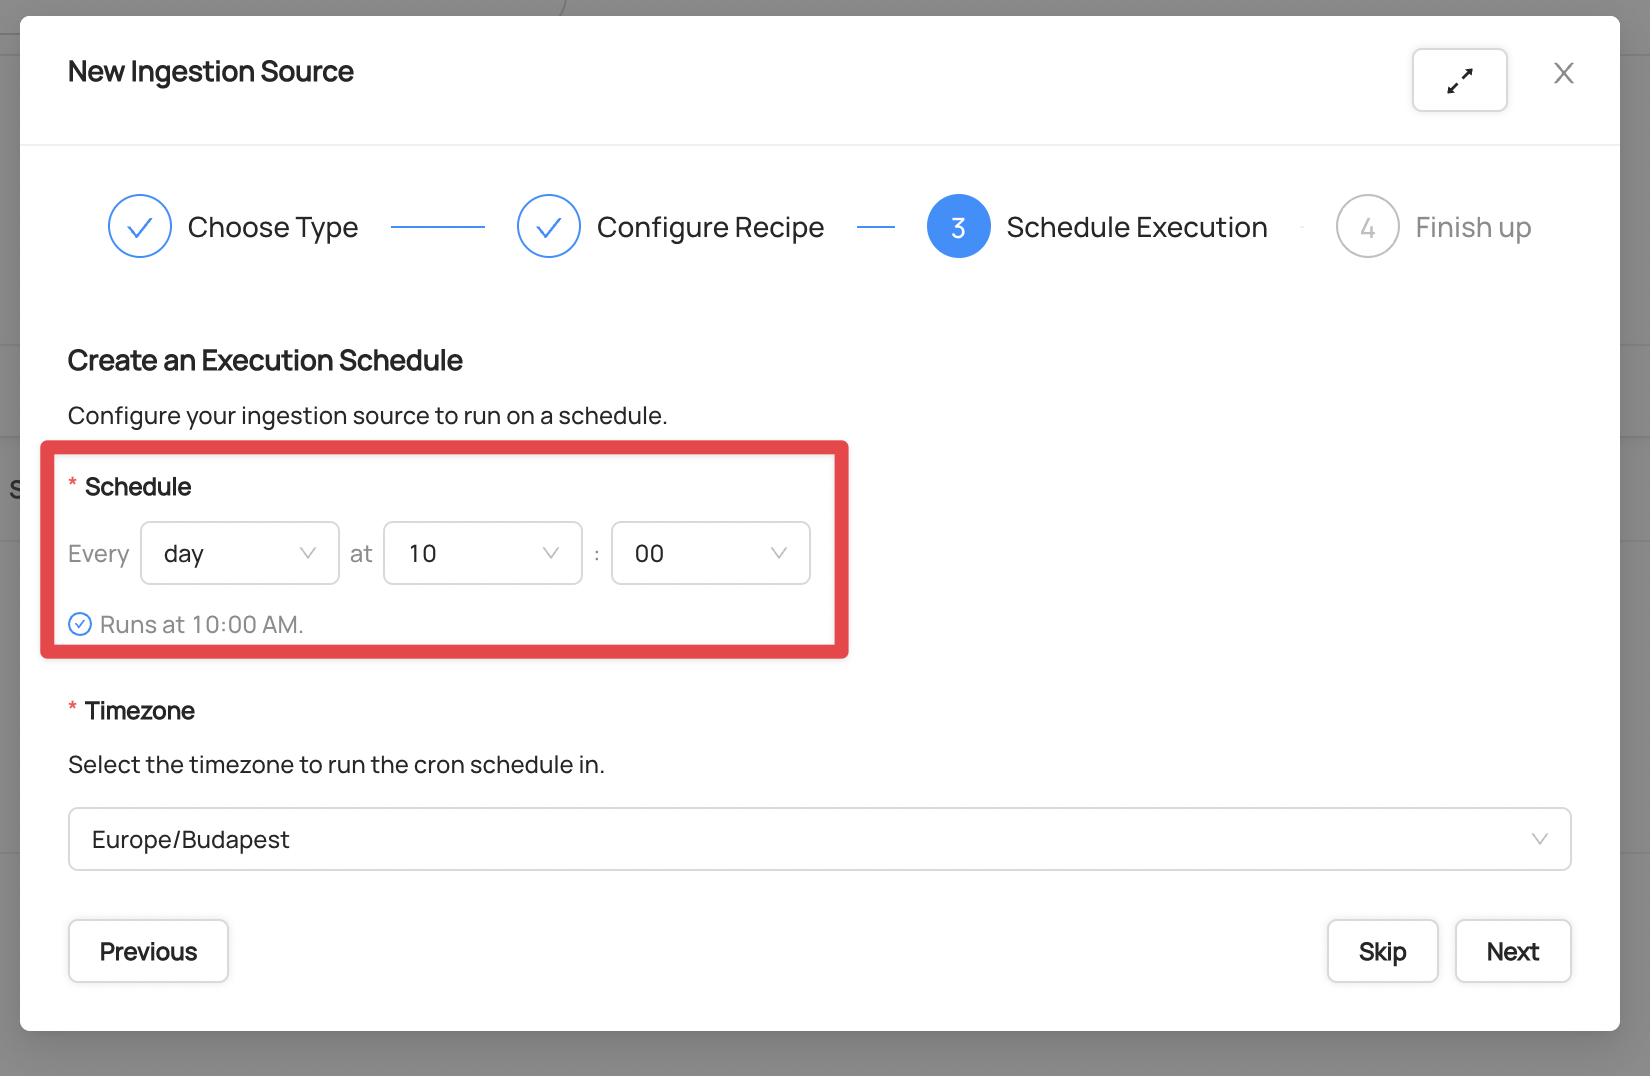 New Ingestion Source
Choose Type
Configure Recipe
3 Schedule Execution
4 Finish up
Create an Execution Schedule
Configure your ingestion source to run on a schedule.
* Schedule
Every day at 10 : 00
Runs at 10:00 AM.
* Timezone
Select the timezone to run the cron schedule in.
Europe/Budapest
Previous
Skip
Next